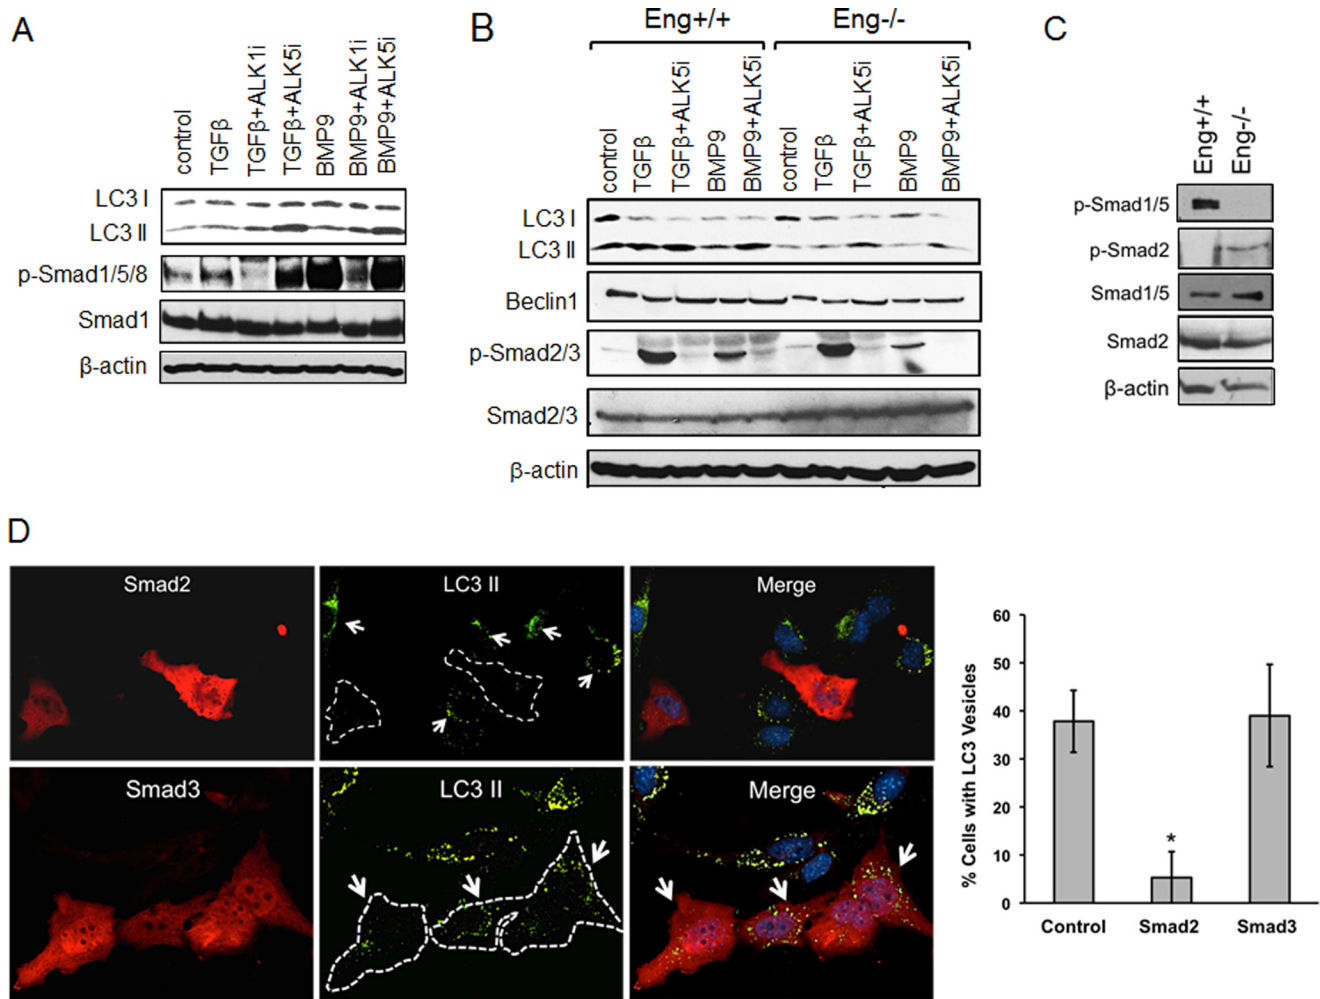 A
control
TGFβ
TGFβ+ALK1i
TGFβ+ALK5i
BMP9
BMP9+ALK1i
BMP9+ALK5i
LC3 I
LC3 II
p-Smad1/5/8
Smad1
β-actin
B
Eng+/+ Eng-/-
control
TGFβ
TGFβ+ALK5i
BMP9
BMP9+ALK5i
control
TGFβ
TGFβ+ALK5i
BMP9
BMP9+ALK5i
LC3 I
LC3 II
Beclin1
p-Smad2/3
Smad2/3
β-actin
C
Eng+/+
Eng-/-
p-Smad1/5
p-Smad2
Smad1/5
Smad2
β-actin
D
Smad2 LC3 II Merge
Smad3 LC3 II Merge
% Cells with LC3 Vesicles
60
50
40
30
20
10
0
*
Control Smad2 Smad3